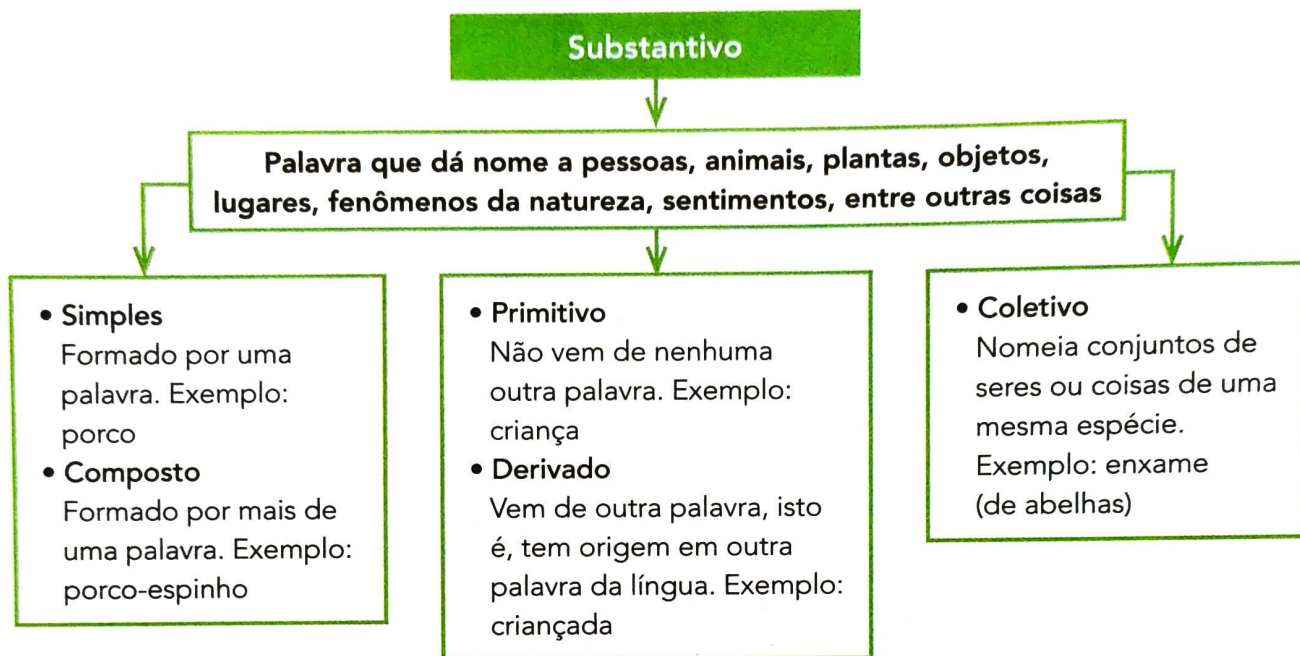 Substantivo
Palavra que dá nome a pessoas, animais, plantas, objetos,
lugares, fenômenos da natureza, sentimentos, entre outras coisas
• Simples
Formado por uma
palavra. Exemplo:
porco
• Composto
Formado por mais de
uma palavra. Exemplo:
porco-espinho
• Primitivo
Não vem de nenhuma
outra palavra. Exemplo:
criança
• Derivado
Vem de outra palavra, isto
é, tem origem em outra
palavra da língua. Exemplo:
criançada
• Coletivo
Nomeia conjuntos de
seres ou coisas de uma
mesma espécie.
Exemplo: enxame
(de abelhas)